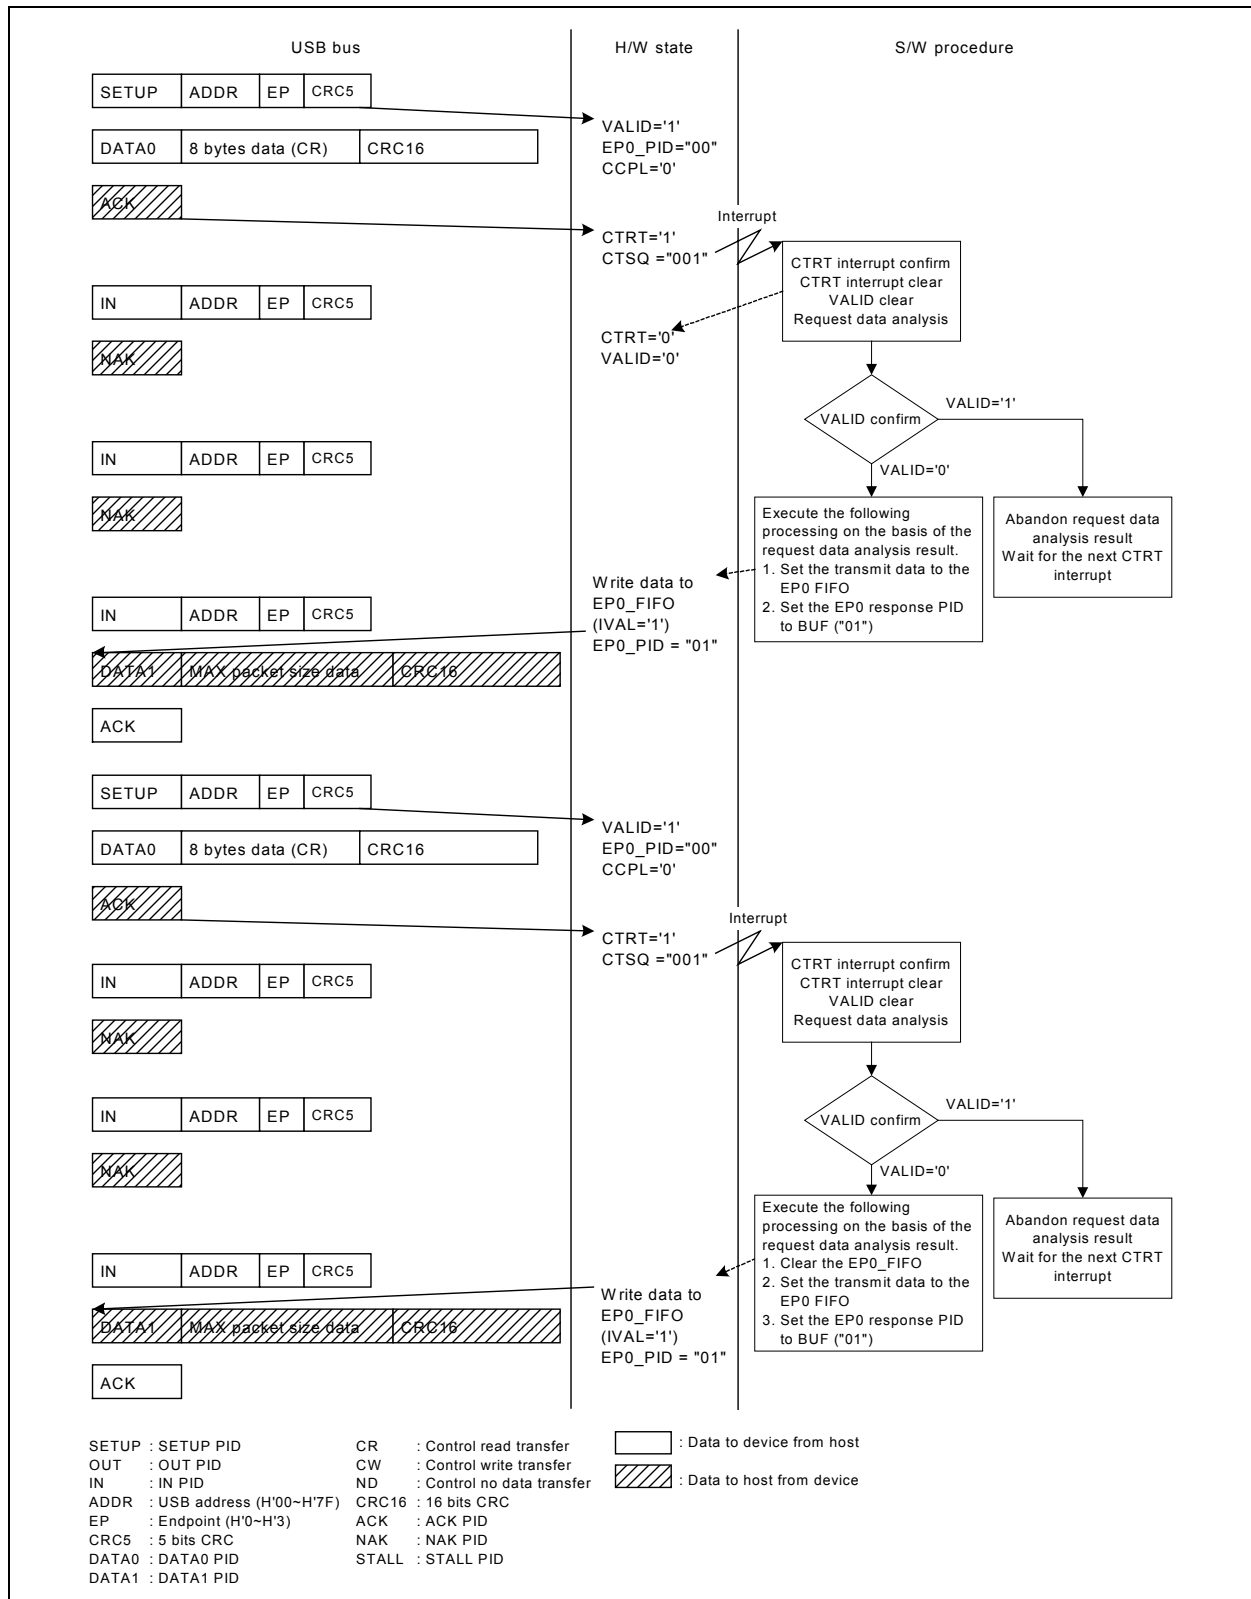 USB bus
H/W state
S/W procedure
SETUP ADDR EP CRC5
VALID='1'
EP0_PID="00"
CCPL='0'
DATA0 8 bytes data (CR) CRC16
ACK
Interrupt
CTRT='1'
CTSQ ="001"
CTRT interrupt confirm
CTRT interrupt clear
VALID clear
Request data analysis
IN ADDR EP CRC5
CTRT='0'
VALID='0'
NAK
VALID confirm
VALID='1'
VALID='0'
IN ADDR EP CRC5
NAK
Execute the following
processing on the basis of the
request data analysis result.
1. Set the transmit data to the
EP0 FIFO
2. Set the EP0 response PID
to BUF ("01")
Abandon request data
analysis result
Wait for the next CTRT
interrupt
Write data to
EP0_FIFO
(IVAL='1')
EP0_PID = "01"
IN ADDR EP CRC5
DATA1 MAX packet size data CRC16
ACK
SETUP ADDR EP CRC5
VALID='1'
EP0_PID="00"
CCPL='0'
DATA0 8 bytes data (CR) CRC16
ACK
Interrupt
CTRT='1'
CTSQ ="001"
CTRT interrupt confirm
CTRT interrupt clear
VALID clear
Request data analysis
IN ADDR EP CRC5
NAK
VALID confirm
VALID='1'
VALID='0'
IN ADDR EP CRC5
NAK
Execute the following
processing on the basis of the
request data analysis result.
1. Clear the EP0_FIFO
2. Set the transmit data to the
EP0 FIFO
3. Set the EP0 response PID
to BUF ("01")
Abandon request data
analysis result
Wait for the next CTRT
interrupt
IN ADDR EP CRC5
Write data to
EP0_FIFO
(IVAL='1')
EP0_PID = "01"
DATA1 MAX packet size data CRC16
ACK
SETUP : SETUP PID
OUT : OUT PID
IN : IN PID
ADDR : USB address (H'00~H'7F)
EP : Endpoint (H'0~H'3)
CRC5 : 5 bits CRC
DATA0 : DATA0 PID
DATA1 : DATA1 PID
CR : Control read transfer
CW : Control write transfer
ND : Control no data transfer
CRC16 : 16 bits CRC
ACK : ACK PID
NAK : NAK PID
STALL : STALL PID
: Data to device from host
: Data to host from device